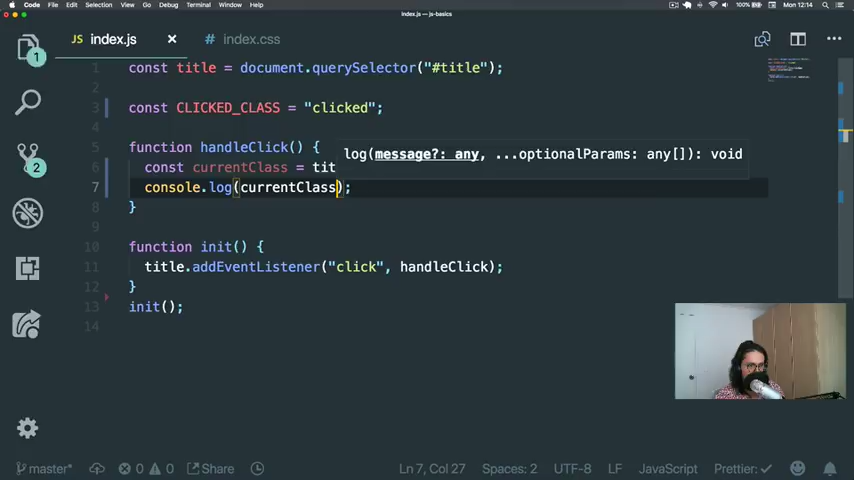 Code File Edit Selection View Go Debug Terminal Window Help
100% Mon 12:14
index.js — js-basics
JS index.js × # index.css
1 const title = document.querySelector("#title");
3 const CLICKED_CLASS = "clicked";
4
5 function handleClick() {
log(message?: any, ...optionalParams: any[]): void
6 const currentClass = tit
7 console.log(currentClass);
8 }
9
10 function init() {
11 title.addEventListener("click", handleClick);
12 }
13 init();
14
1
2
master* 0 0 Share Ln 7, Col 27 Spaces: 2 UTF-8 LF JavaScript Prettier: ✓